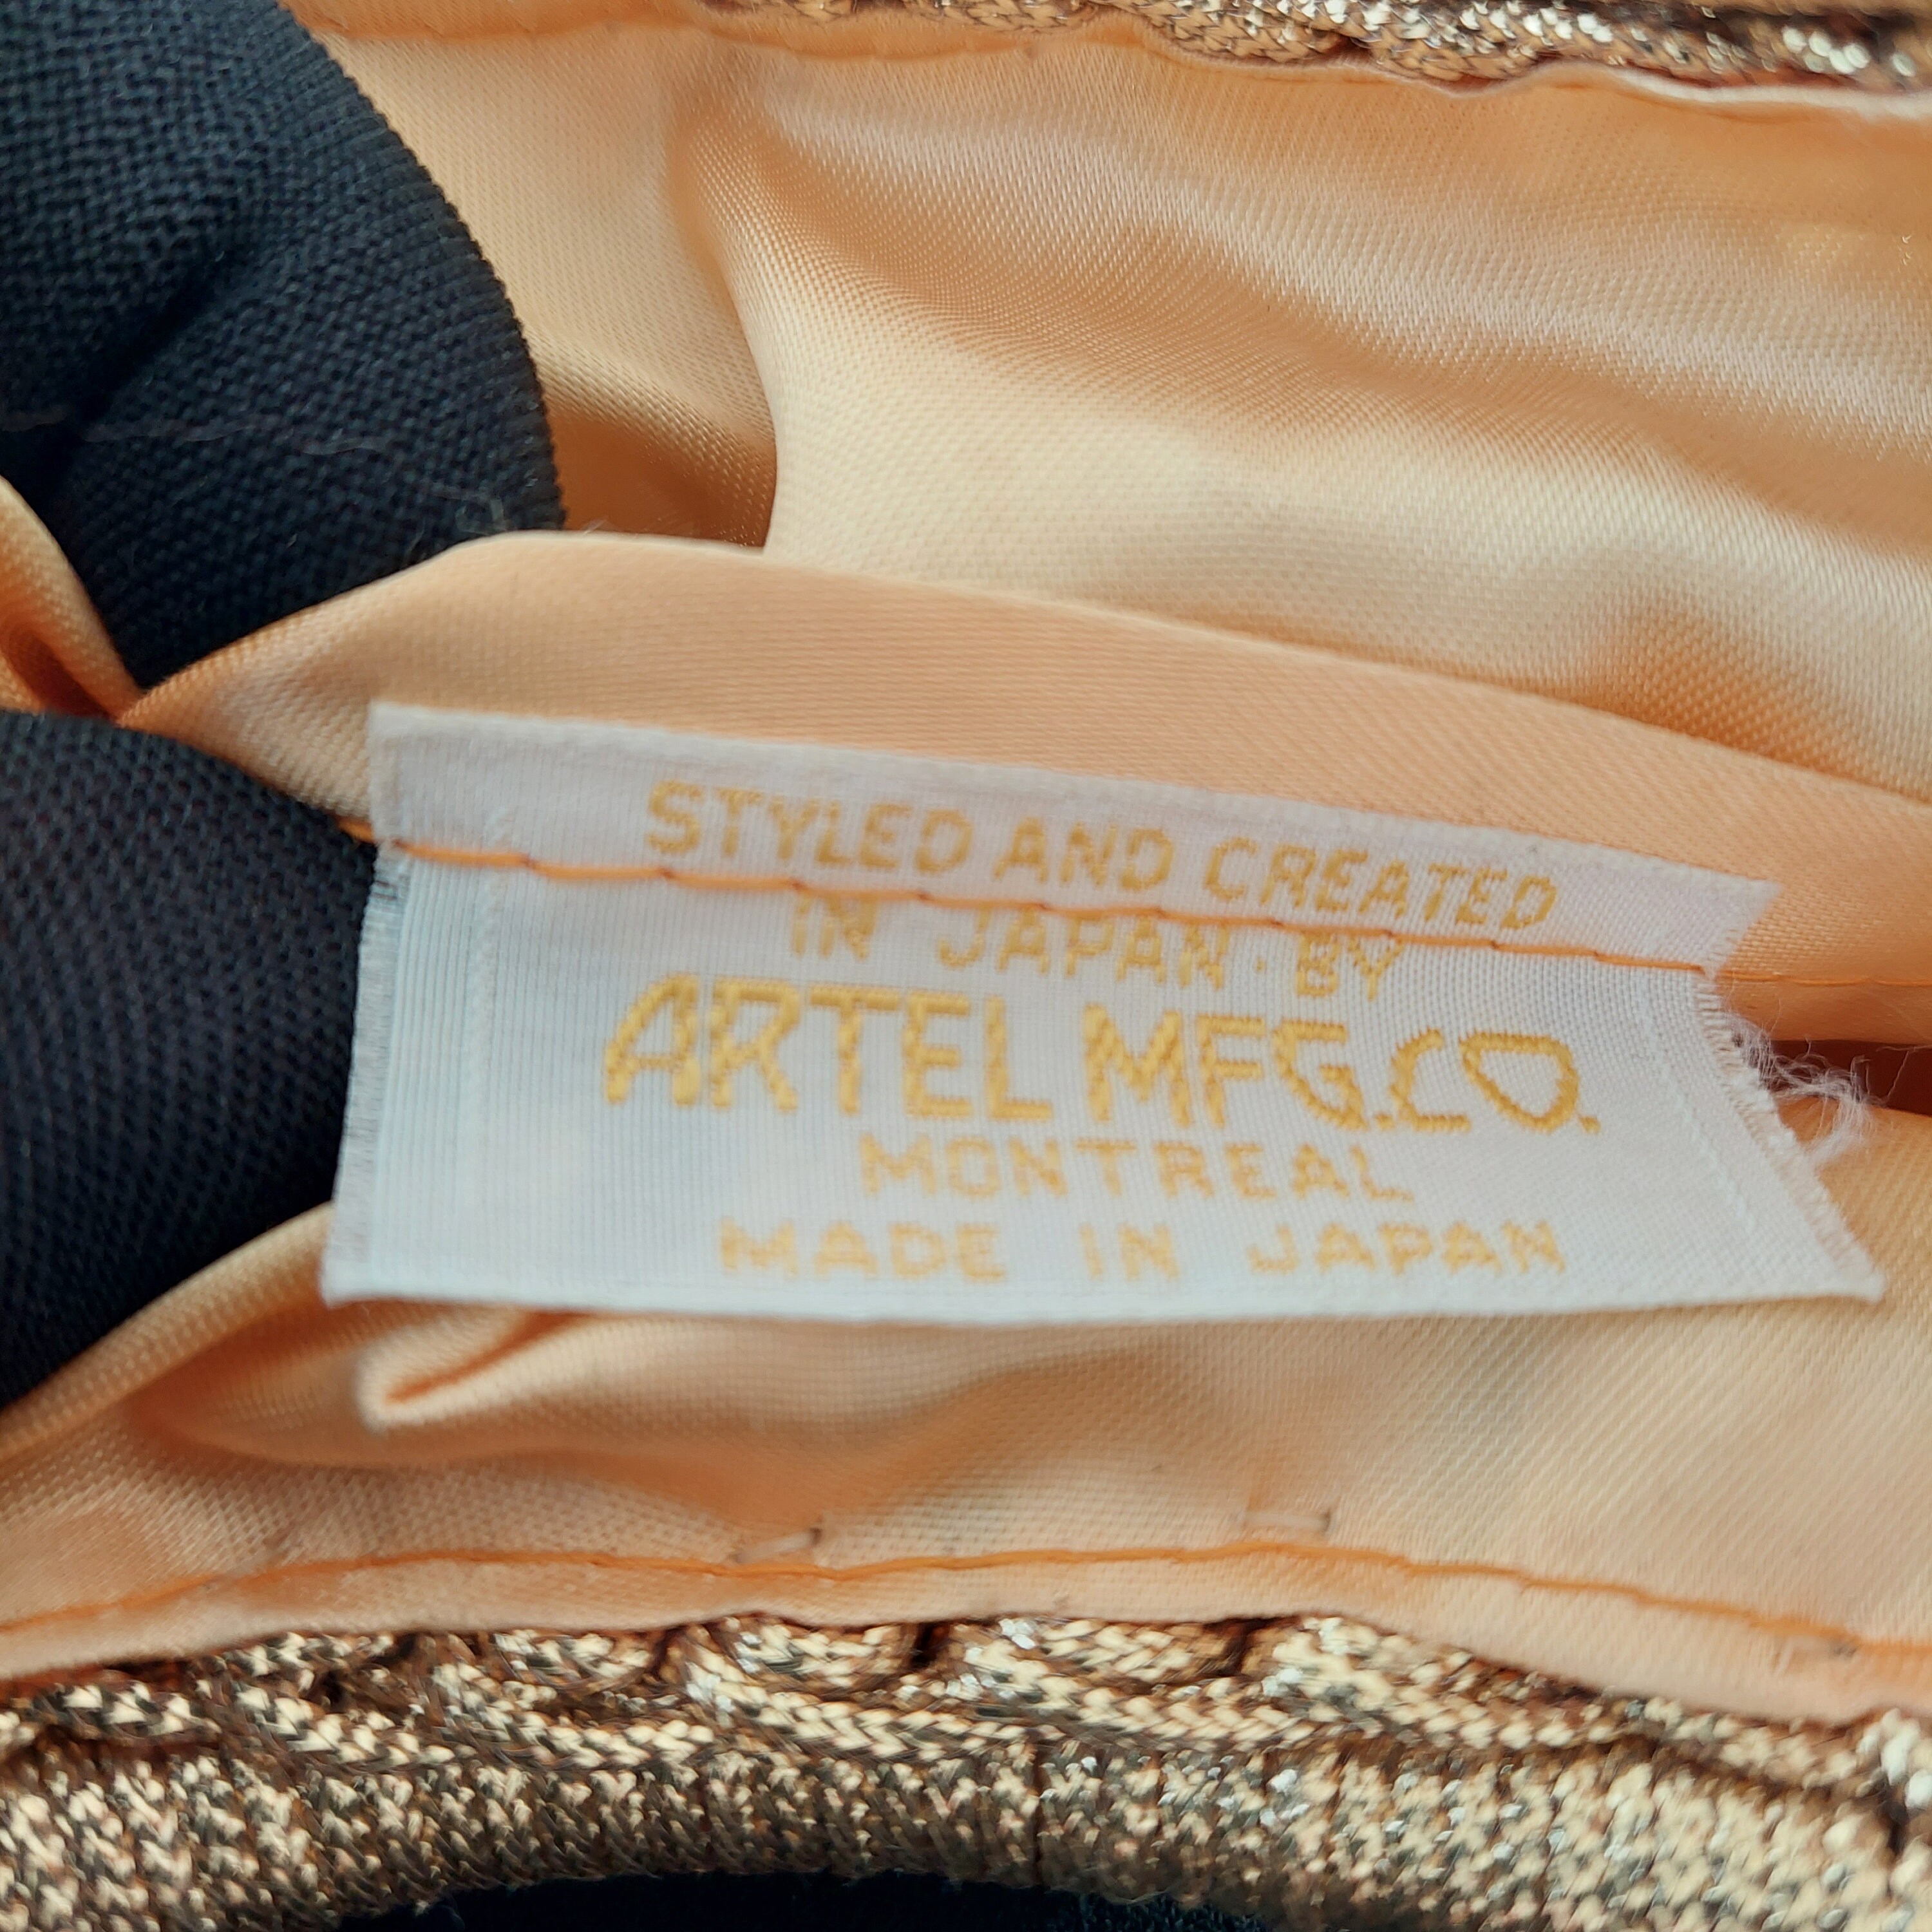 STYLED AND CREATED
IN JAPAN · BY
ARTEL MFG.CO.
MONTREAL
MADE IN JAPAN